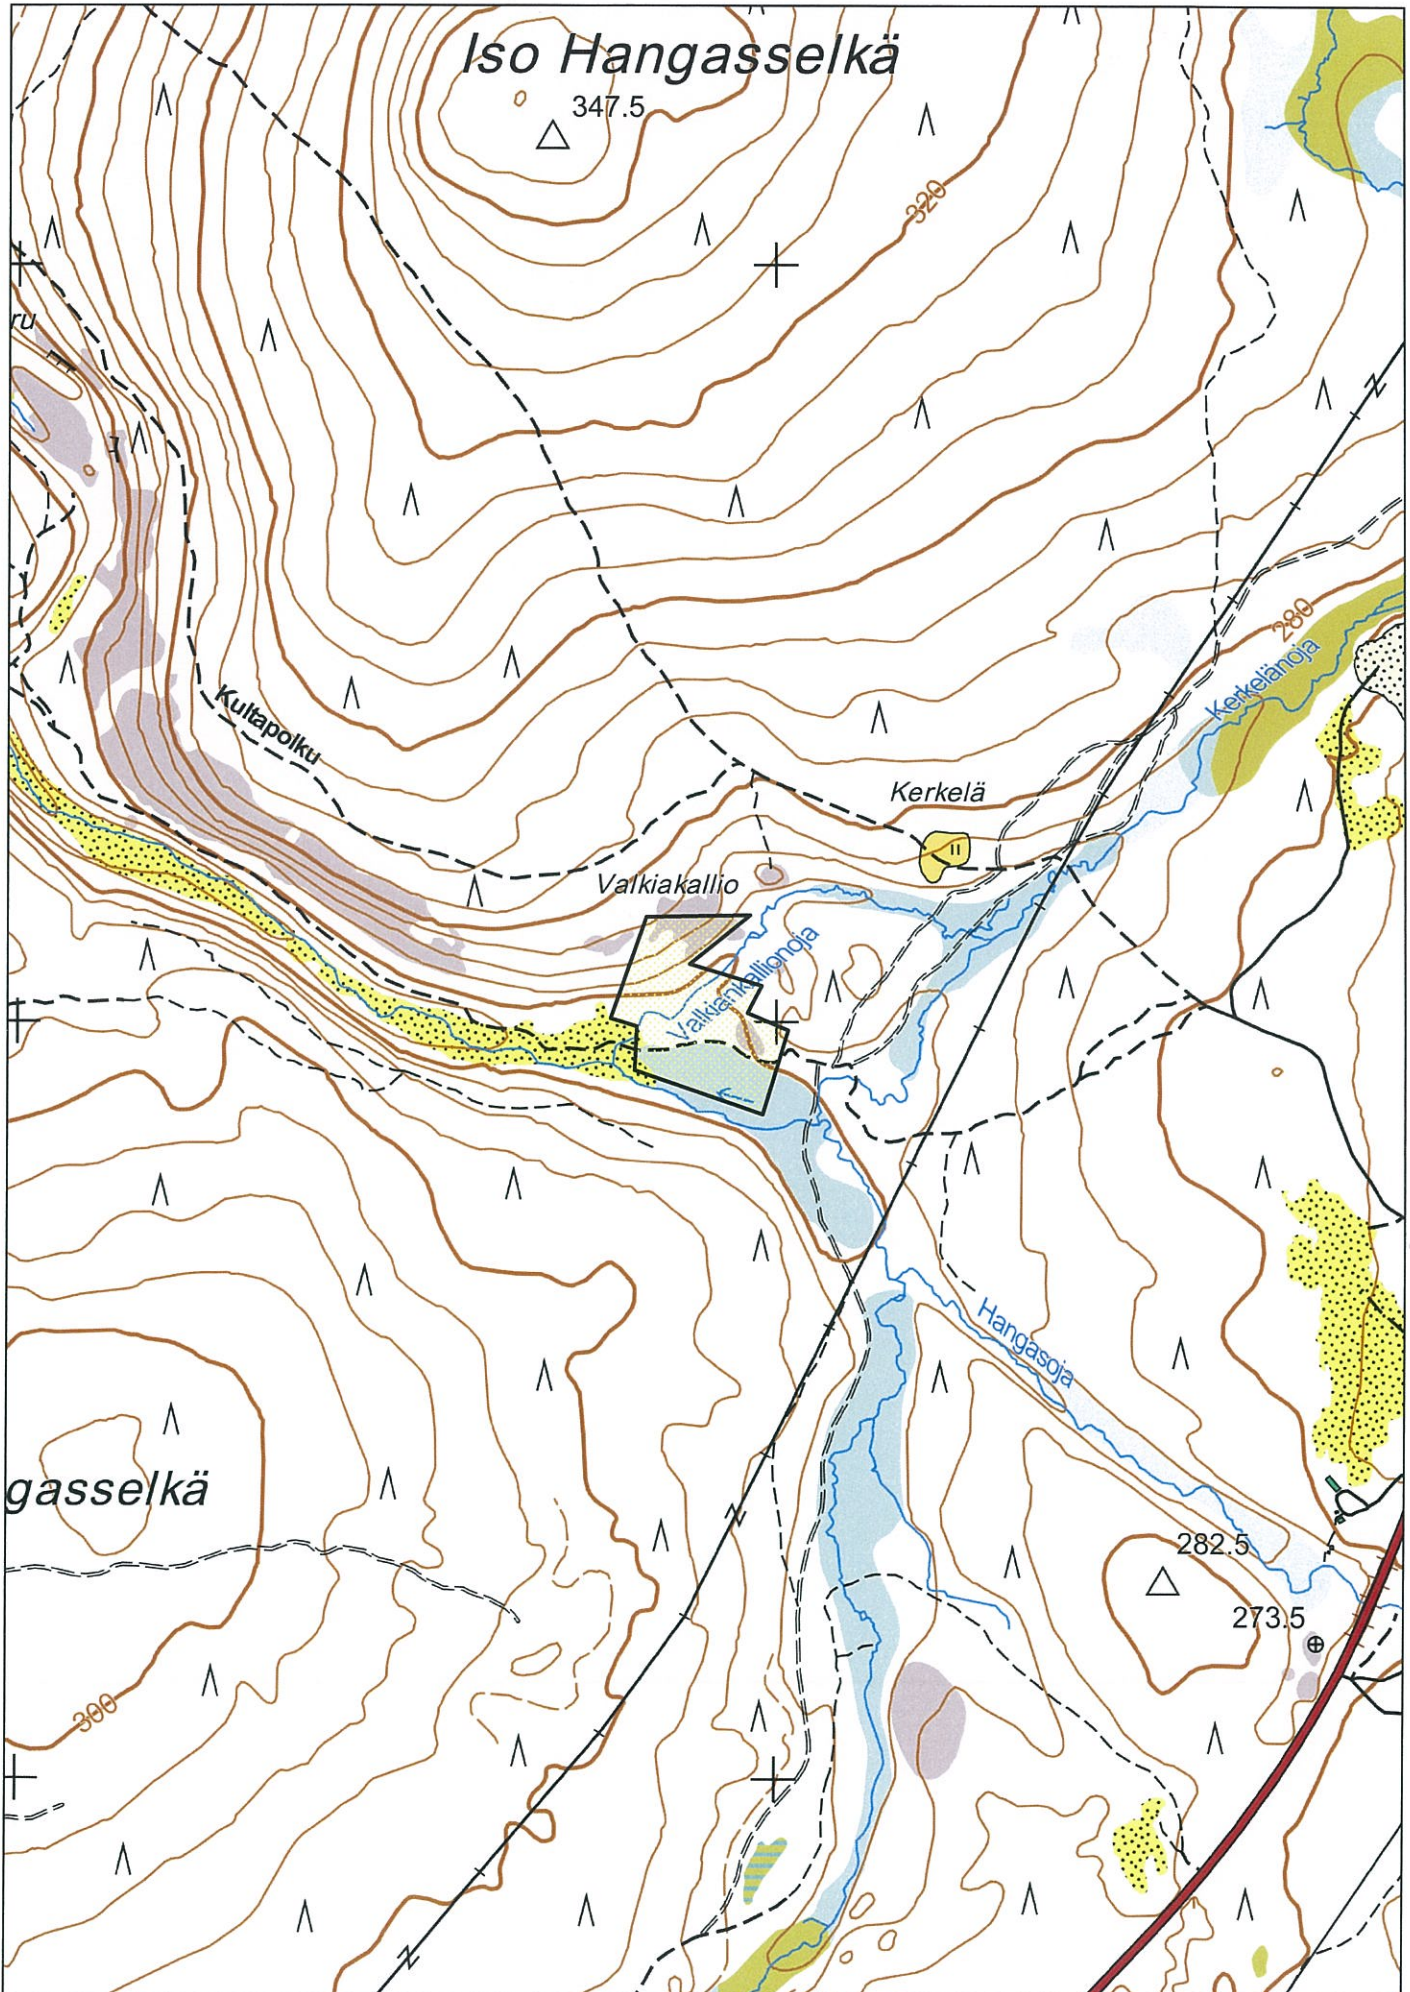 Iso Hangasselkä
347.5
320
ru
280
Kerkelänoja
Kultapolku
Kerkelä
Valkiakallio
Valkiankallionoja
Hangasoja
gasselkä
282.5
273.5
300